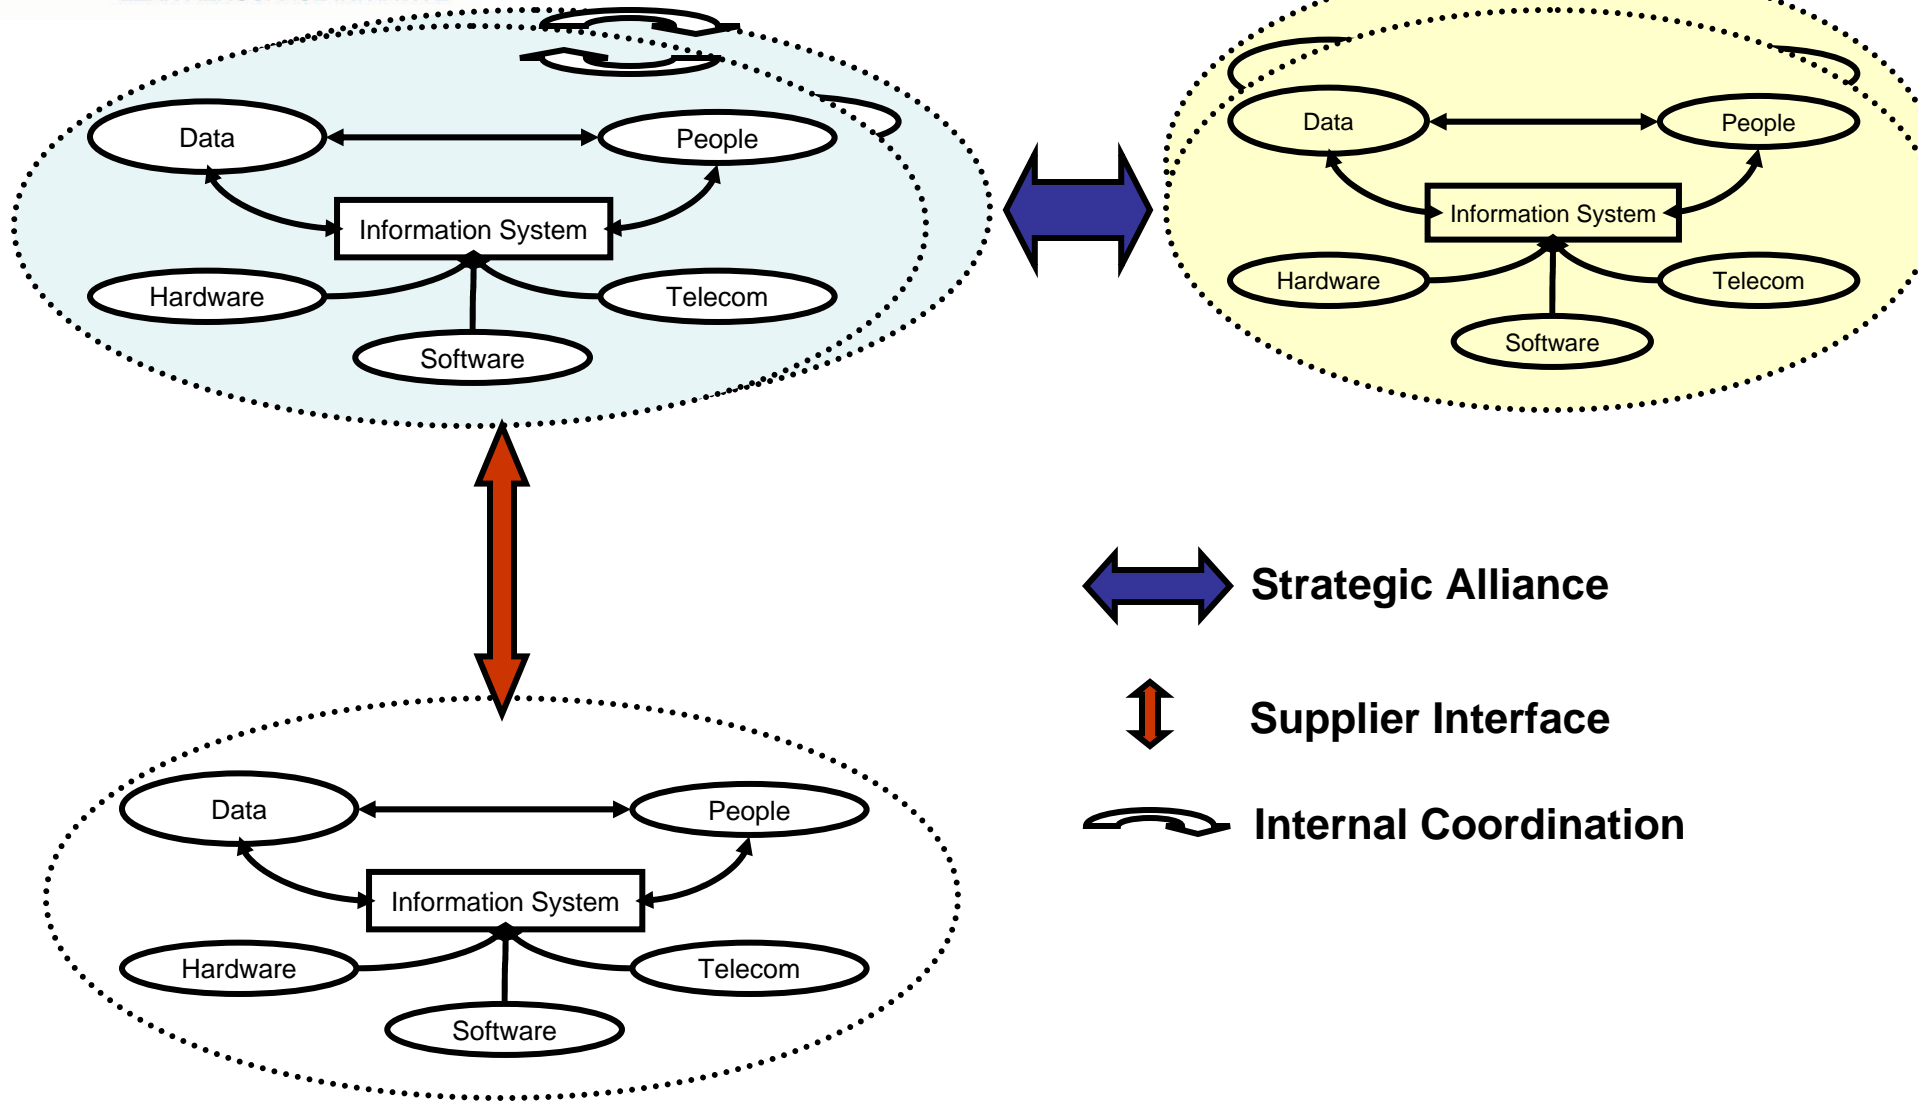 Data
People
Information System
Hardware
Telecom
Software
Data
People
Information System
Hardware
Telecom
Software
Strategic Alliance
Supplier Interface
Internal Coordination
Data
People
Information System
Hardware
Telecom
Software